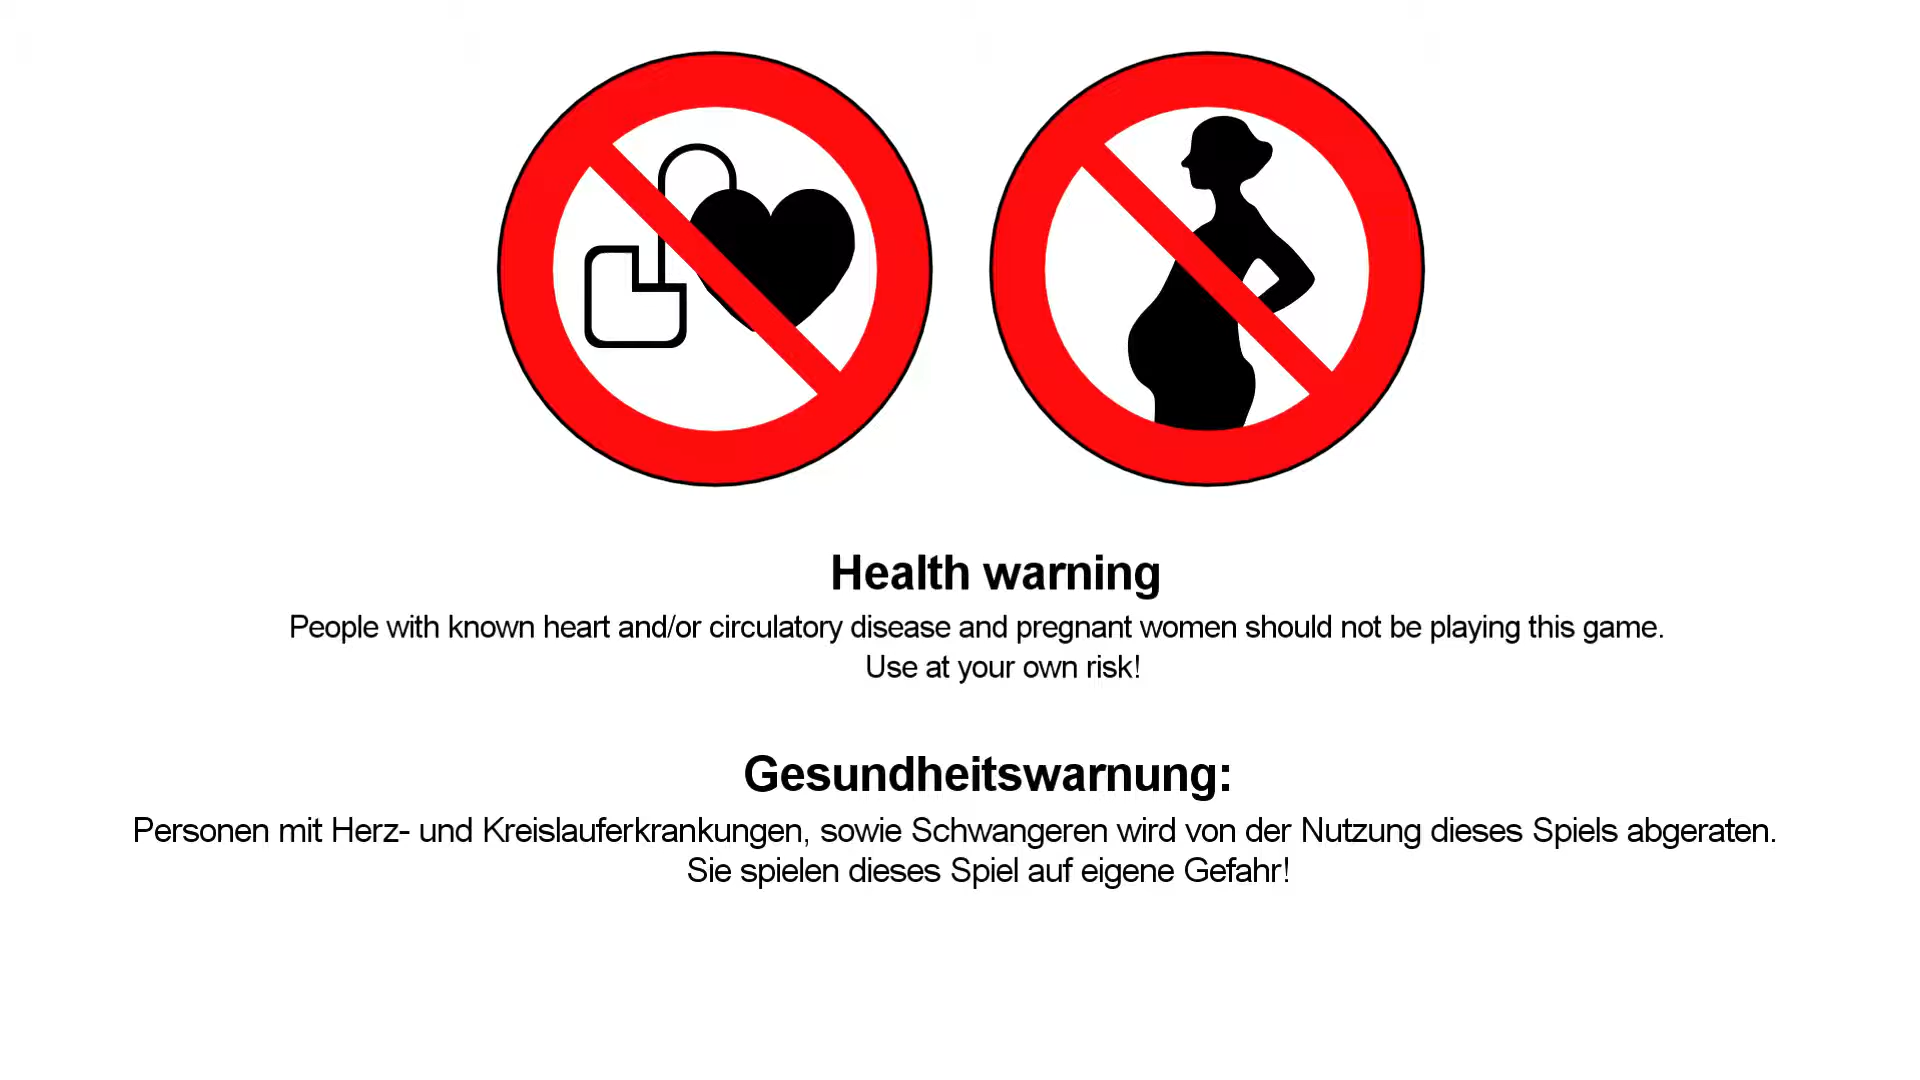 Health warning
People with known heart and/or circulatory disease and pregnant women should not be playing this game.
Use at your own risk!
Gesundheitswarnung:
Personen mit Herz- und Kreislauferkrankungen, sowie Schwangeren wird von der Nutzung dieses Spiels abgeraten.
Sie spielen dieses Spiel auf eigene Gefahr!